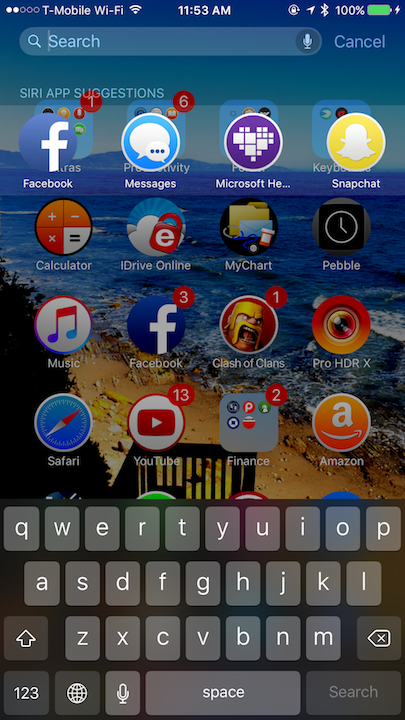 T-Mobile Wi-Fi 11:53 AM 100%
Search Cancel
SIRI APP SUGGESTIONS
1 6
Facebook Messages Microsoft He... Snapchat
Calculator IDrive Online MyChart Pebble
3 1
Music Facebook Clash of Clans Pro HDR X
13 2
Safari YouTube Finance Amazon
q w e r t y u i o p
a s d f g h j k l
z x c v b n m
123 space Search